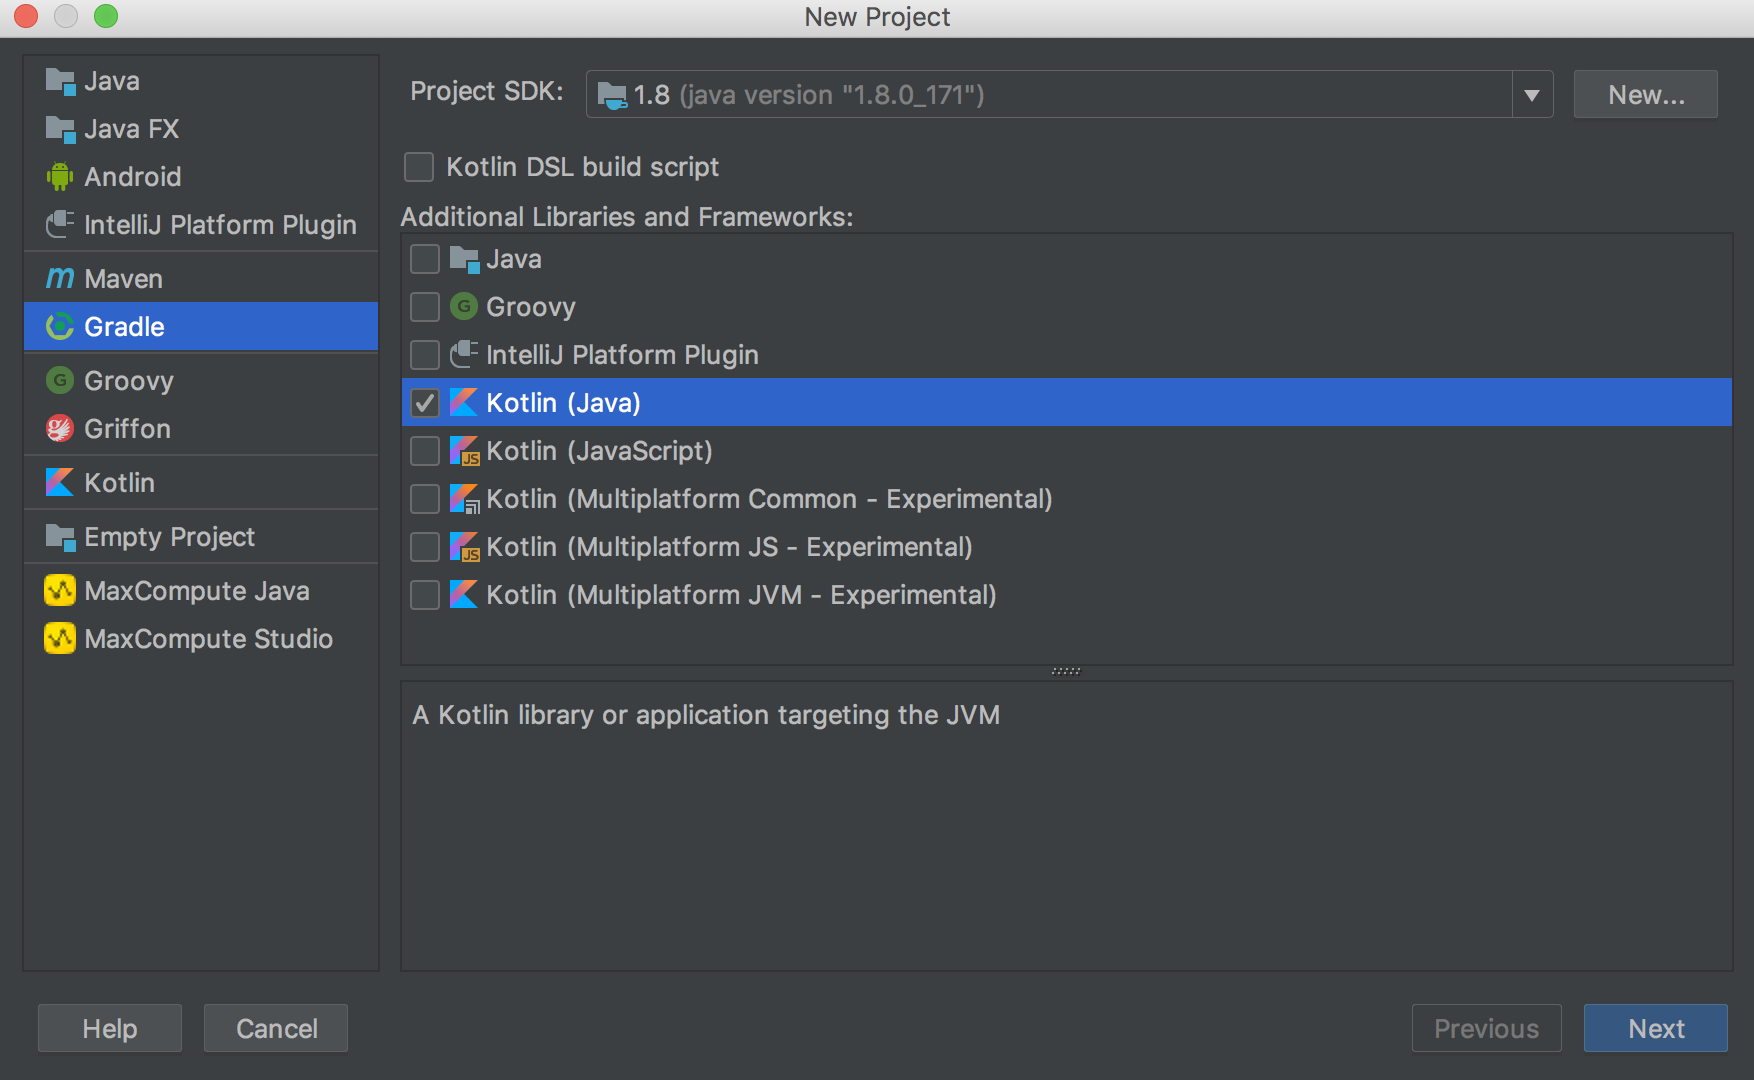 New Project
Java
Java FX
Android
IntelliJ Platform Plugin
Maven
Gradle
Groovy
Griffon
Kotlin
Empty Project
MaxCompute Java
MaxCompute Studio
Project SDK: 1.8 (java version "1.8.0_171") New...
Kotlin DSL build script
Additional Libraries and Frameworks:
Java
Groovy
IntelliJ Platform Plugin
Kotlin (Java)
Kotlin (JavaScript)
Kotlin (Multiplatform Common - Experimental)
Kotlin (Multiplatform JS - Experimental)
Kotlin (Multiplatform JVM - Experimental)
A Kotlin library or application targeting the JVM
Help Cancel Previous Next